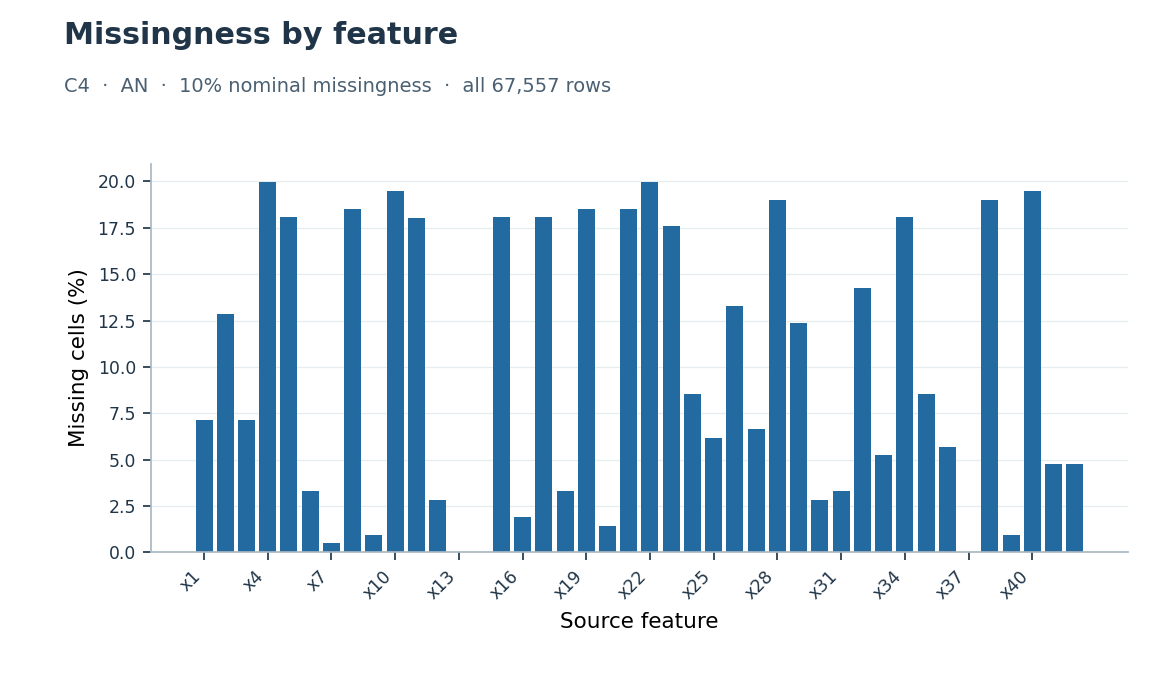 Missingness by feature
C4 · AN · 10% nominal missingness · all 67,557 rows
20.0
17.5
15.0
12.5
10.0
7.5
5.0
2.5
0.0
Missing cells (%)
x1 x4 x7 x10 x13 x16 x19 x22 x25 x28 x31 x34 x37 x40
Source feature